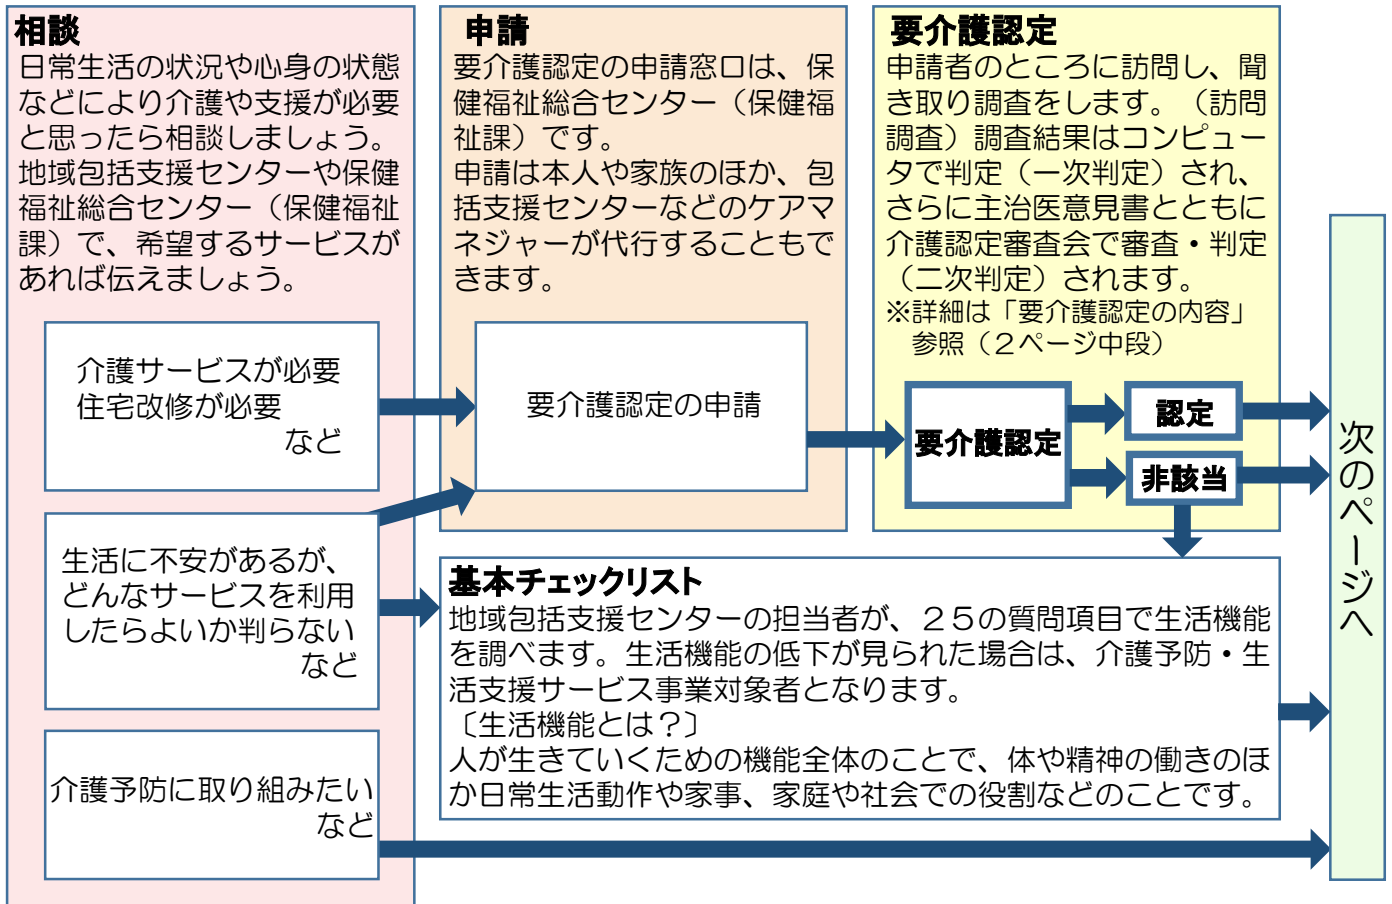 相談
日常生活の状況や心身の状態
などにより介護や支援が必要
と思ったら相談しましょう。
地域包括支援センターや保健
福祉総合センター（保健福祉
課）で、希望するサービスが
あれば伝えましょう。
介護サービスが必要
住宅改修が必要
など
生活に不安があるが、
どんなサービスを利用
したらよいか判らない
など
介護予防に取り組みたい
など
申請
要介護認定の申請窓口は、保
健福祉総合センター（保健福
祉課）です。
申請は本人や家族のほか、包
括支援センターなどのケアマ
ネジャーが代行することもで
きます。
要介護認定の申請
要介護認定
申請者のところに訪問し、聞
き取り調査をします。（訪問
調査）調査結果はコンピュー
タで判定（一次判定）され、
さらに主治医意見書とともに
介護認定審査会で審査・判定
（二次判定）されます。
※詳細は「要介護認定の内容」
参照（２ページ中段）
要介護認定
認定
非該当
基本チェックリスト
地域包括支援センターの担当者が、２５の質問項目で生活機能
を調べます。生活機能の低下が見られた場合は、介護予防・生
活支援サービス事業対象者となります。
〔生活機能とは？〕
人が生きていくための機能全体のことで、体や精神の働きのほ
か日常生活動作や家事、家庭や社会での役割などのことです。
次のページへ